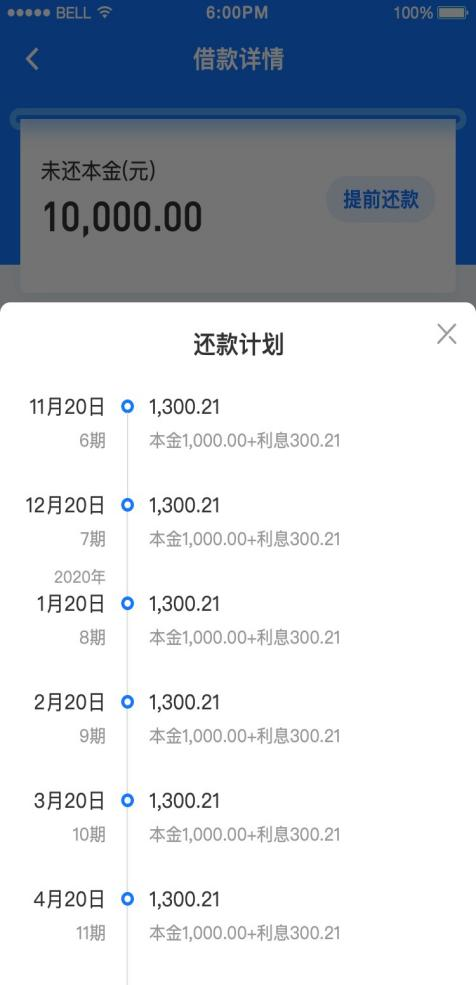 BELL 6:00PM 100%
借款详情
未还本金(元)
10,000.00
提前还款
还款计划
11月20日 1,300.21
6期 本金1,000.00+利息300.21
12月20日 1,300.21
7期 本金1,000.00+利息300.21
2020年
1月20日 1,300.21
8期 本金1,000.00+利息300.21
2月20日 1,300.21
9期 本金1,000.00+利息300.21
3月20日 1,300.21
10期 本金1,000.00+利息300.21
4月20日 1,300.21
11期 本金1,000.00+利息300.21